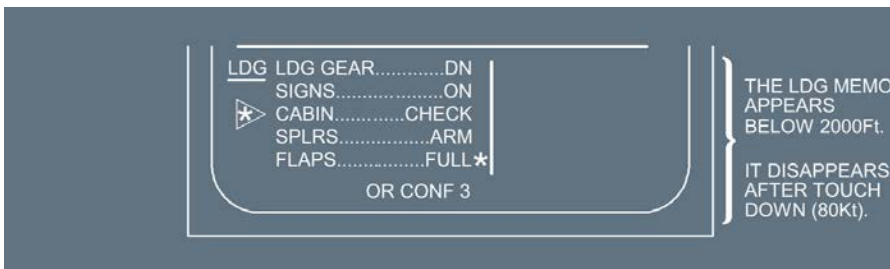 LDG LDG GEAR.............DN
SIGNS....................ON
* CABIN.............CHECK
SPLRS.................ARM
FLAPS................FULL*
OR CONF 3
THE LDG MEMO
APPEARS
BELOW 2000Ft.
IT DISAPPEARS
AFTER TOUCH
DOWN (80Kt).